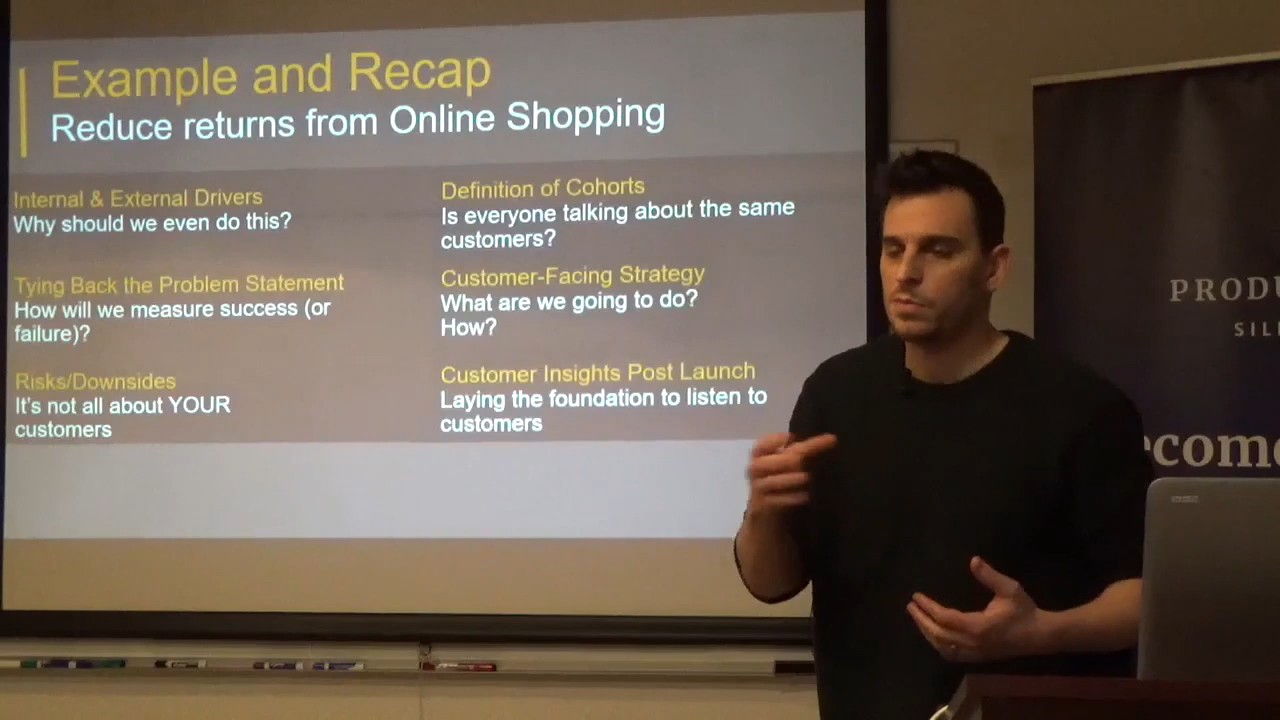 Example and Recap
Reduce returns from Online Shopping
Internal & External Drivers
Why should we even do this?
Tying Back the Problem Statement
How will we measure success (or
failure)?
Risks/Downsides
It's not all about YOUR
customers
Definition of Cohorts
Is everyone talking about the same
customers?
Customer-Facing Strategy
What are we going to do?
How?
Customer Insights Post Launch
Laying the foundation to listen to
customers
PRODU
SIL
ecome